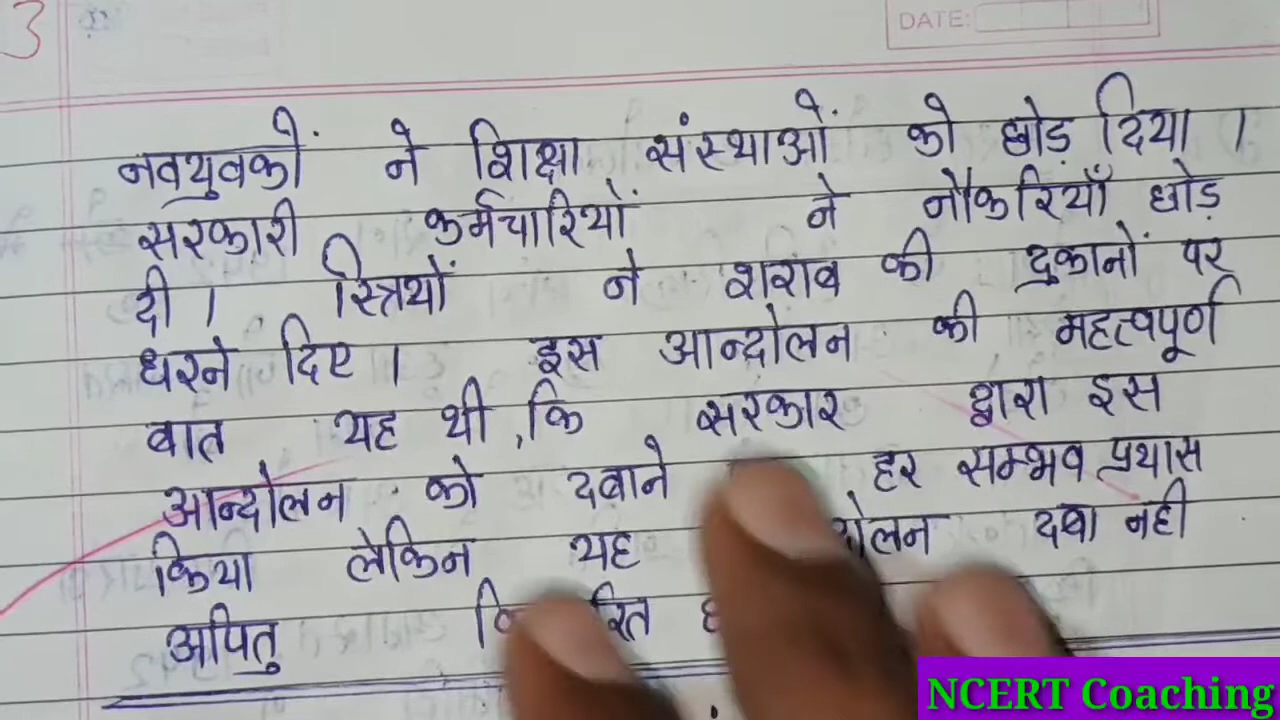 3
DATE:
नवयुवकों ने शिक्षा संस्थाओं को छोड़ दिया ।
सरकारी कर्मचारियों ने नौकरियाँ छोड़
दी । स्त्रियों ने शराब की दुकानों पर
धरने दिए । इस आन्दोलन की महत्वपूर्ण
बात यह थी, कि सरकार द्वारा इस
आन्दोलन को दबाने हर सम्भव प्रयास
किया लेकिन यह दबा नही
अपितु
NCERT Coaching